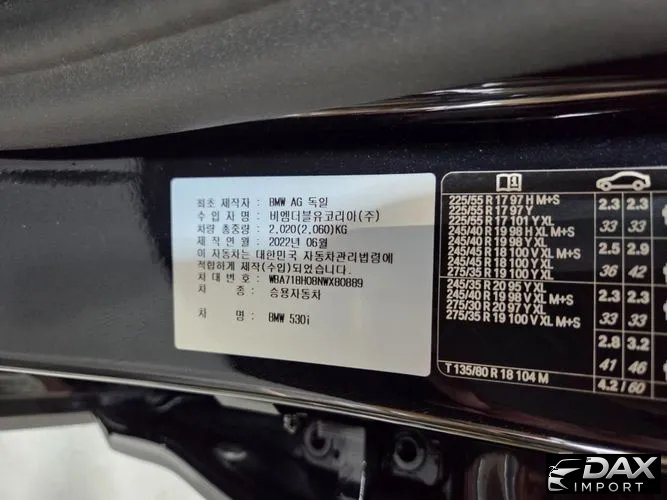 최초 제작자 : BMW AG 독일
수 입 자 명 : 비엠더블유코리아(주)
차량 총중량 : 2,020(2,060)KG
제 작 연 월 : 2022년 06월
이 자동차는 대한민국 자동차관리법령에
적합하게 제작(수입)되었습니다.
차 대 번 호 : WBA71BH08NWX80889
차 종 : 승용자동차
차 명 : BMW 530i
225/55 R 17 97 H M+S
225/55 R 17 97 Y
225/55 R 17 101 Y XL
245/40 R 19 98 H XL M+S
245/40 R 19 98 Y XL
245/45 R 18 100 Y XL
245/45 R 18 100 V XL M+S
275/35 R 19 100 Y XL
2.3 2.3
33 33
2.5 2.9
36 42
245/35 R 20 95 Y XL
245/40 R 19 98 V XL M+S
275/30 R 20 97 Y XL
275/35 R 19 100 V XL M+S
2.3 2.3
33 33
2.8 3.2
41 46
T 135/80 R 18 104 M
4.2 / 60
DAX
IMPORT